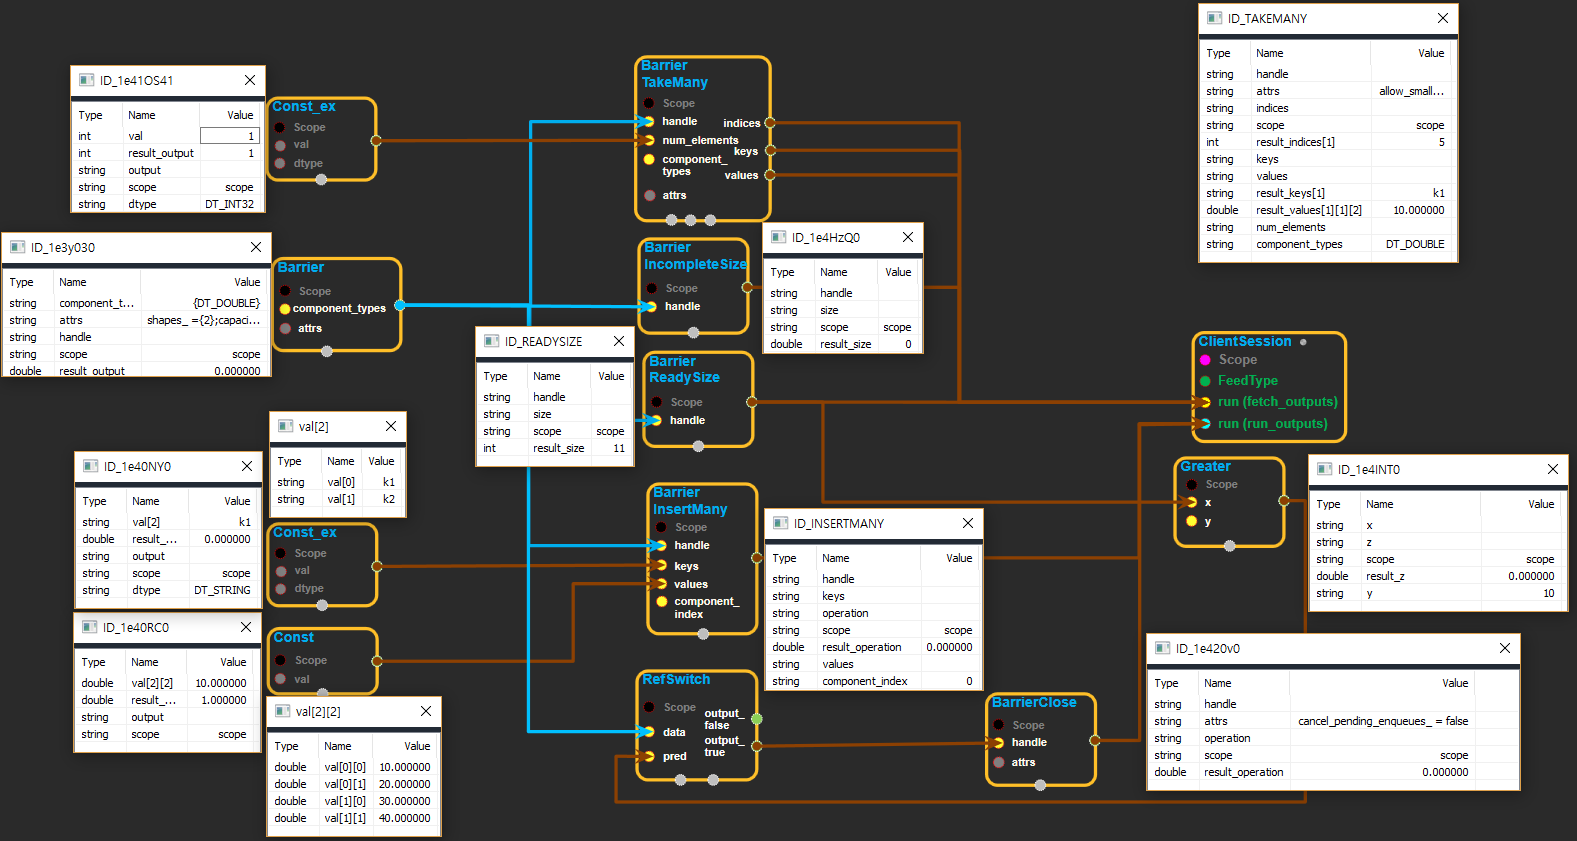 ID_1e41OS41
Type Name Value
int val 1
int result_output 1
string output
string scope scope
string dtype DT_INT32
Const_ex
Scope
val
dtype
Barrier
TakeMany
Scope
handle
num_elements
component_
types
attrs
indices
keys
values
ID_TAKEMANY
Type Name Value
string handle
string attrs allow_small...
string indices
string scope scope
int result_indices[1] 5
string keys
string values
string result_keys[1] k1
double result_values[1][1][2] 10.000000
string num_elements
string component_types DT_DOUBLE
ID_1e3y030
Type Name Value
string component_t... {DT_DOUBLE}
string attrs shapes_ ={2};capaci...
string handle
string scope scope
double result_output 0.000000
Barrier
Scope
component_types
attrs
Barrier
IncompleteSize
Scope
handle
ID_1e4HzQ0
Type Name Value
string handle
string size
string scope scope
double result_size 0
ID_READYSIZE
Type Name Value
string handle
string size
string scope scope
int result_size 11
Barrier
ReadySize
Scope
handle
ClientSession
Scope
FeedType
run (fetch_outputs)
run (run_outputs)
val[2]
Type Name Value
string val[0] k1
string val[1] k2
ID_1e40NY0
Type Name Value
string val[2] k1
double result_... 0.000000
string output
string scope scope
string dtype DT_STRING
Const_ex
Scope
val
dtype
Barrier
InsertMany
Scope
handle
keys
values
component_
index
ID_INSERTMANY
Type Name Value
string handle
string keys
string operation
string scope scope
double result_operation 0.000000
string values
string component_index 0
Greater
Scope
x
y
ID_1e4INT0
Type Name Value
string x
string z
string scope scope
double result_z 0.000000
string y 10
ID_1e40RC0
Type Name Value
double val[2][2] 10.000000
double result_... 1.000000
string output
string scope scope
Const
Scope
val
val[2][2]
Type Name Value
double val[0][0] 10.000000
double val[0][1] 20.000000
double val[1][0] 30.000000
double val[1][1] 40.000000
RefSwitch
Scope
data
pred
output_
false
output_
true
BarrierClose
Scope
handle
attrs
ID_1e420v0
Type Name Value
string handle
string attrs cancel_pending_enqueues_ = false
string operation
string scope scope
double result_operation 0.000000